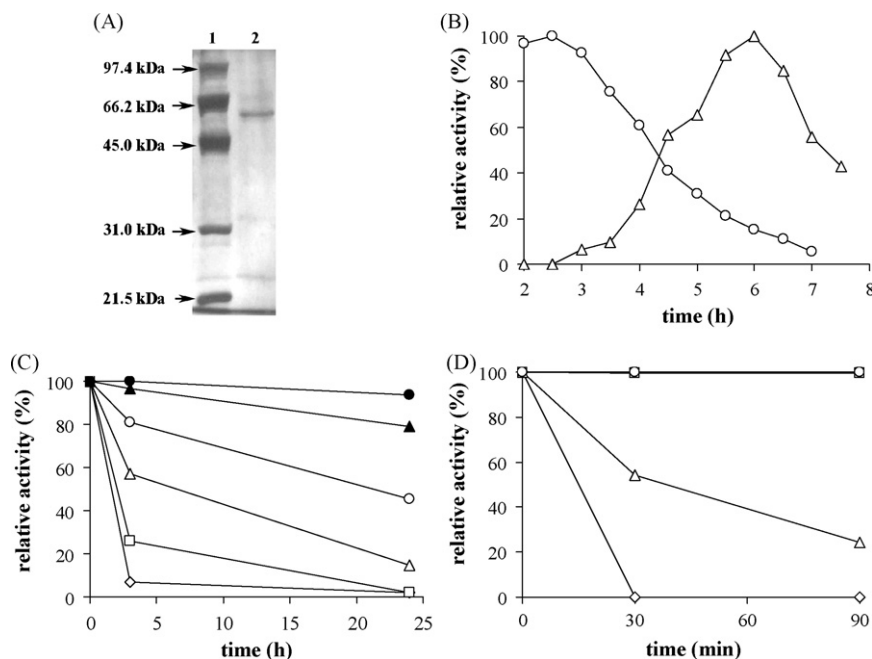 (A)
1 2
97.4 kDa
66.2 kDa
45.0 kDa
31.0 kDa
21.5 kDa
(B)
relative activity (%)
100
80
60
40
20
0
2 3 4 5 6 7 8
time (h)
(C)
relative activity (%)
100
80
60
40
20
0
0 5 10 15 20 25
time (h)
(D)
relative activity (%)
100
80
60
40
20
0
0 30 60 90
time (min)